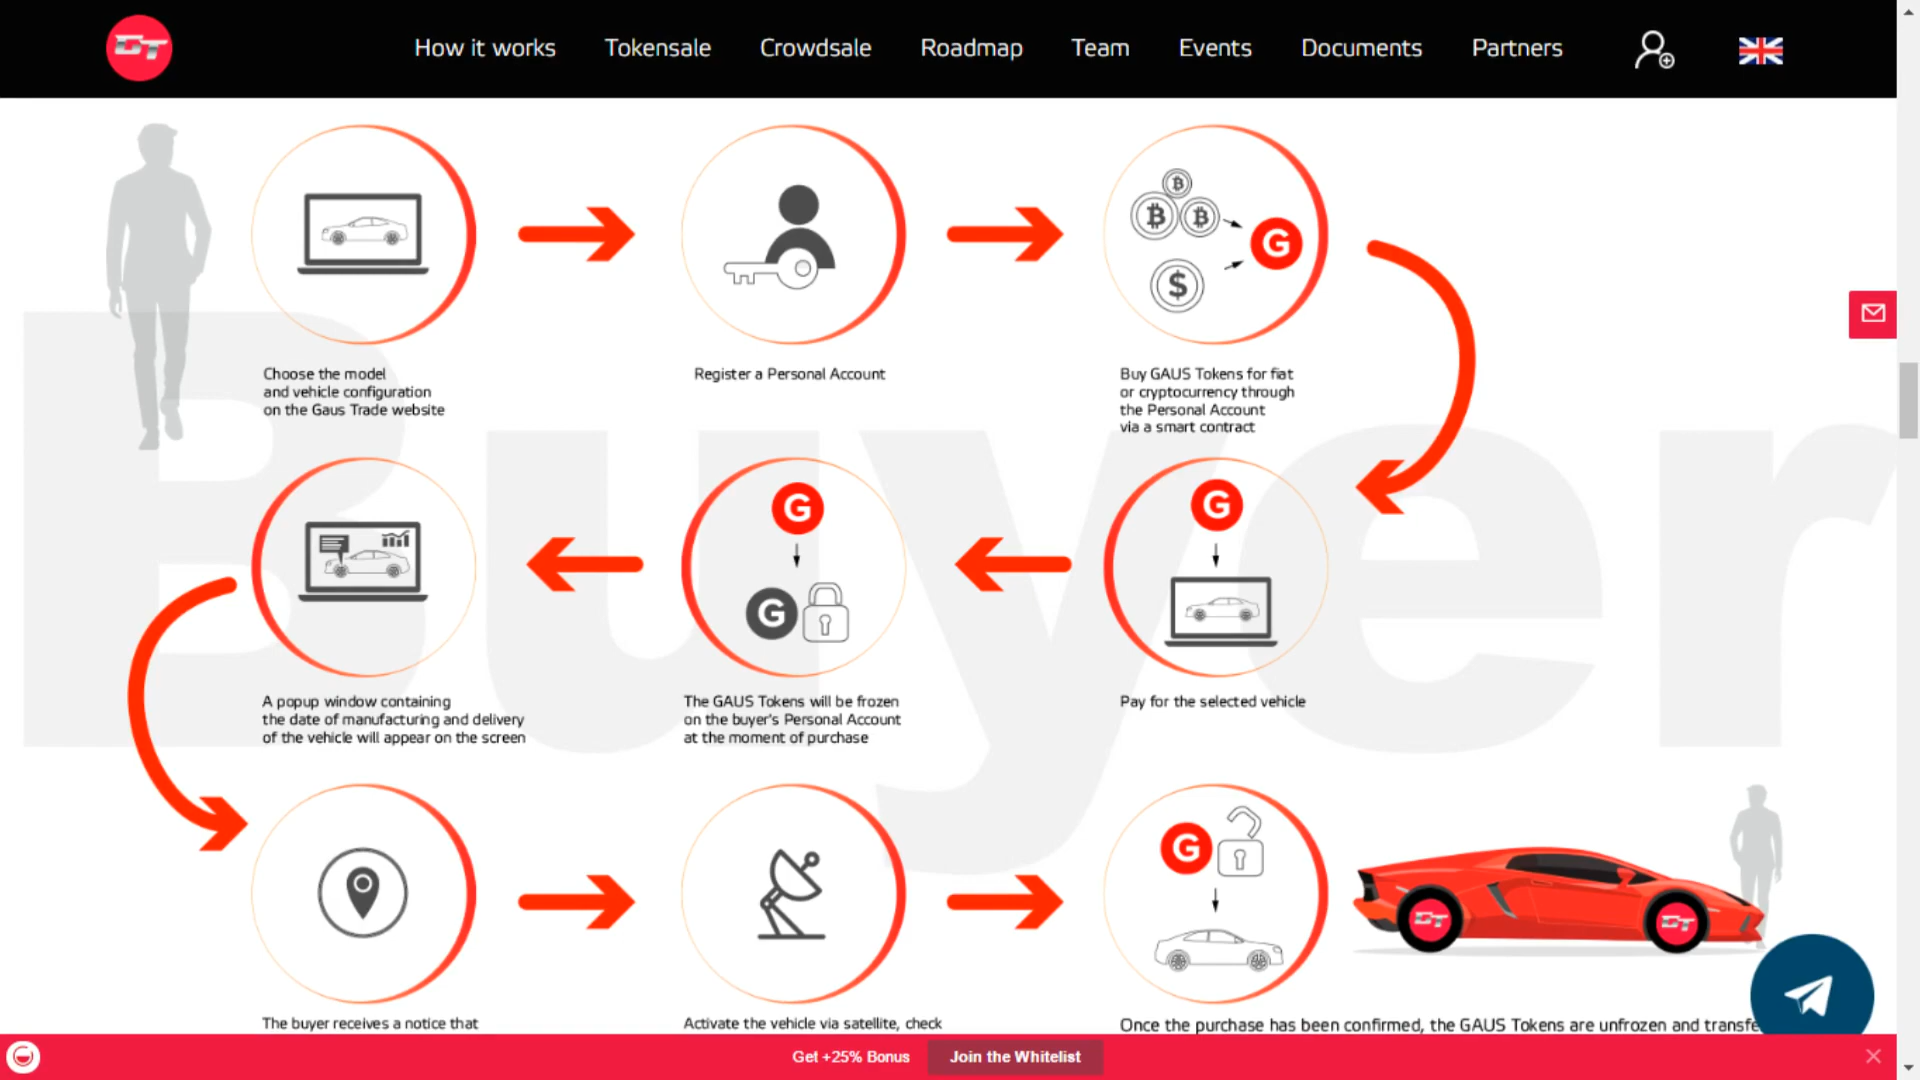 GT
How it works
Tokensale
Crowdsale
Roadmap
Team
Events
Documents
Partners
Buyer
G
Choose the model
and vehicle configuration
on the Gaus Trade website
Register a Personal Account
Buy GAUS Tokens for fiat
or cryptocurrency through
the Personal Account
via a smart contract
G
G
G
A popup window containing
the date of manufacturing and delivery
of the vehicle will appear on the screen
The GAUS Tokens will be frozen
on the buyer's Personal Account
at the moment of purchase
Pay for the selected vehicle
G
GT
GT
The buyer receives a notice that
Activate the vehicle via satellite, check
Once the purchase has been confirmed, the GAUS Tokens are unfrozen and transfe
Get +25% Bonus
Join the Whitelist